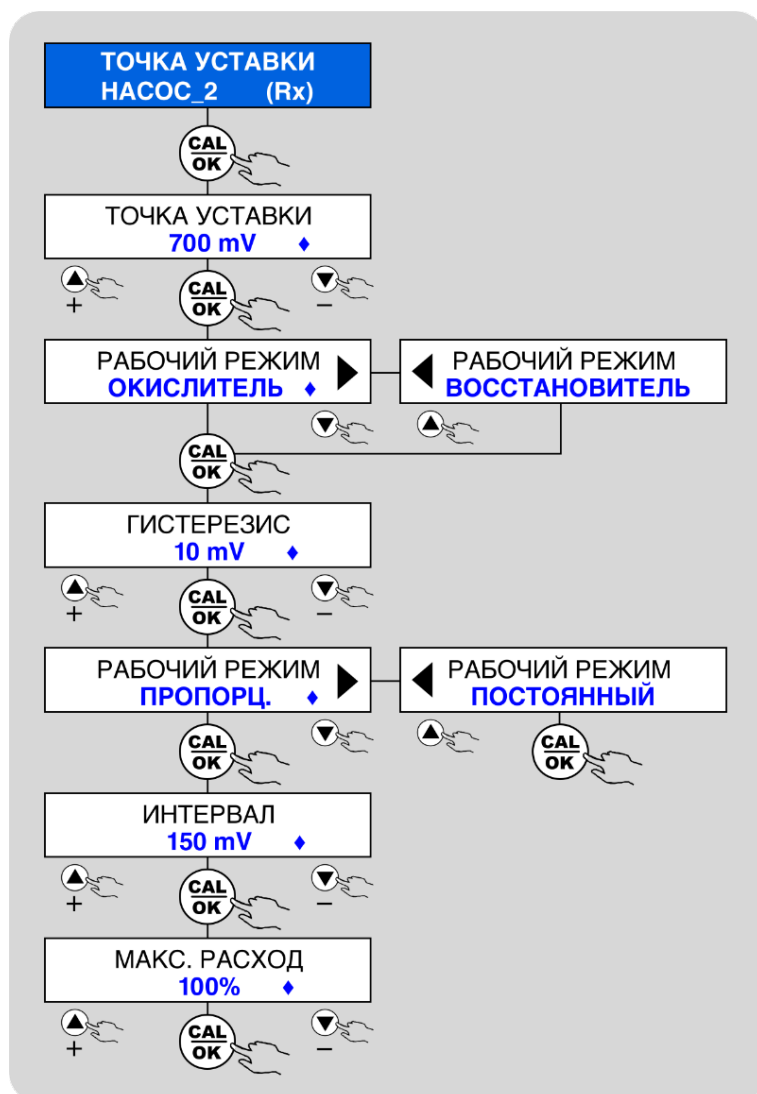 ТОЧКА УСТАВКИ
НАСОС_2 (Rx)
CAL
OK
ТОЧКА УСТАВКИ
700 mV ♦
+
CAL
OK
−
РАБОЧИЙ РЕЖИМ
ОКИСЛИТЕЛЬ ♦
РАБОЧИЙ РЕЖИМ
ВОССТАНОВИТЕЛЬ
CAL
OK
ГИСТЕРЕЗИС
10 mV ♦
+
CAL
OK
−
РАБОЧИЙ РЕЖИМ
ПРОПОРЦ. ♦
РАБОЧИЙ РЕЖИМ
ПОСТОЯННЫЙ
CAL
OK
CAL
OK
ИНТЕРВАЛ
150 mV ♦
+
CAL
OK
−
МАКС. РАСХОД
100% ♦
+
CAL
OK
−